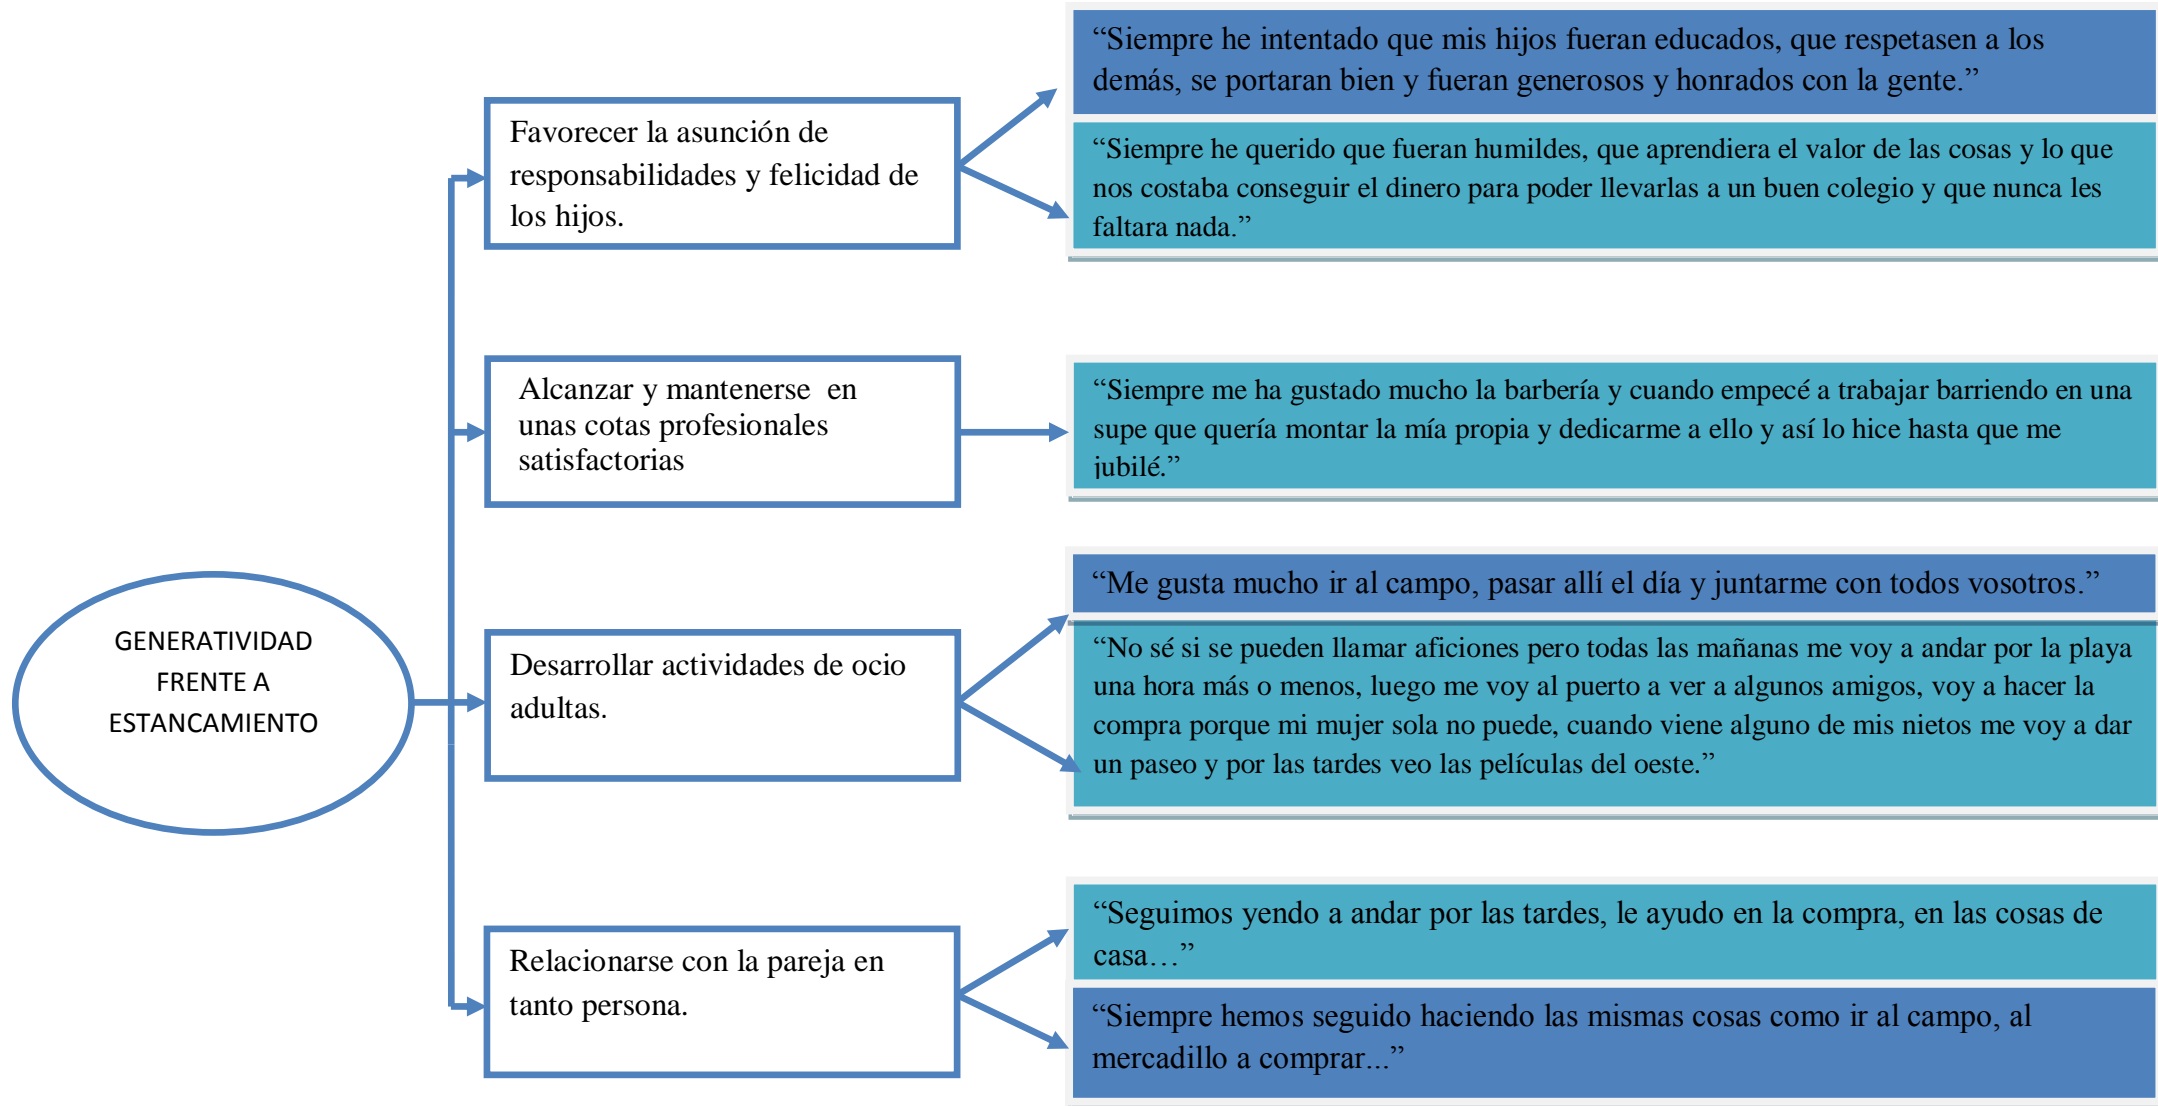 GENERATIVIDAD
FRENTE A
ESTANCAMIENTO
Favorecer la asunción de
responsabilidades y felicidad de
los hijos.
“Siempre he intentado que mis hijos fueran educados, que respetasen a los
demás, se portaran bien y fueran generosos y honrados con la gente.”
“Siempre he querido que fueran humildes, que aprendiera el valor de las cosas y lo que
nos costaba conseguir el dinero para poder llevarlas a un buen colegio y que nunca les
faltara nada.”
Alcanzar y mantenerse en
unas cotas profesionales
satisfactorias
“Siempre me ha gustado mucho la barbería y cuando empecé a trabajar barriendo en una
supe que quería montar la mía propia y dedicarme a ello y así lo hice hasta que me
jubilé.”
Desarrollar actividades de ocio
adultas.
“Me gusta mucho ir al campo, pasar allí el día y juntarme con todos vosotros.”
“No sé si se pueden llamar aficiones pero todas las mañanas me voy a andar por la playa
una hora más o menos, luego me voy al puerto a ver a algunos amigos, voy a hacer la
compra porque mi mujer sola no puede, cuando viene alguno de mis nietos me voy a dar
un paseo y por las tardes veo las películas del oeste.”
Relacionarse con la pareja en
tanto persona.
“Seguimos yendo a andar por las tardes, le ayudo en la compra, en las cosas de
casa…”
“Siempre hemos seguido haciendo las mismas cosas como ir al campo, al
mercadillo a comprar...”